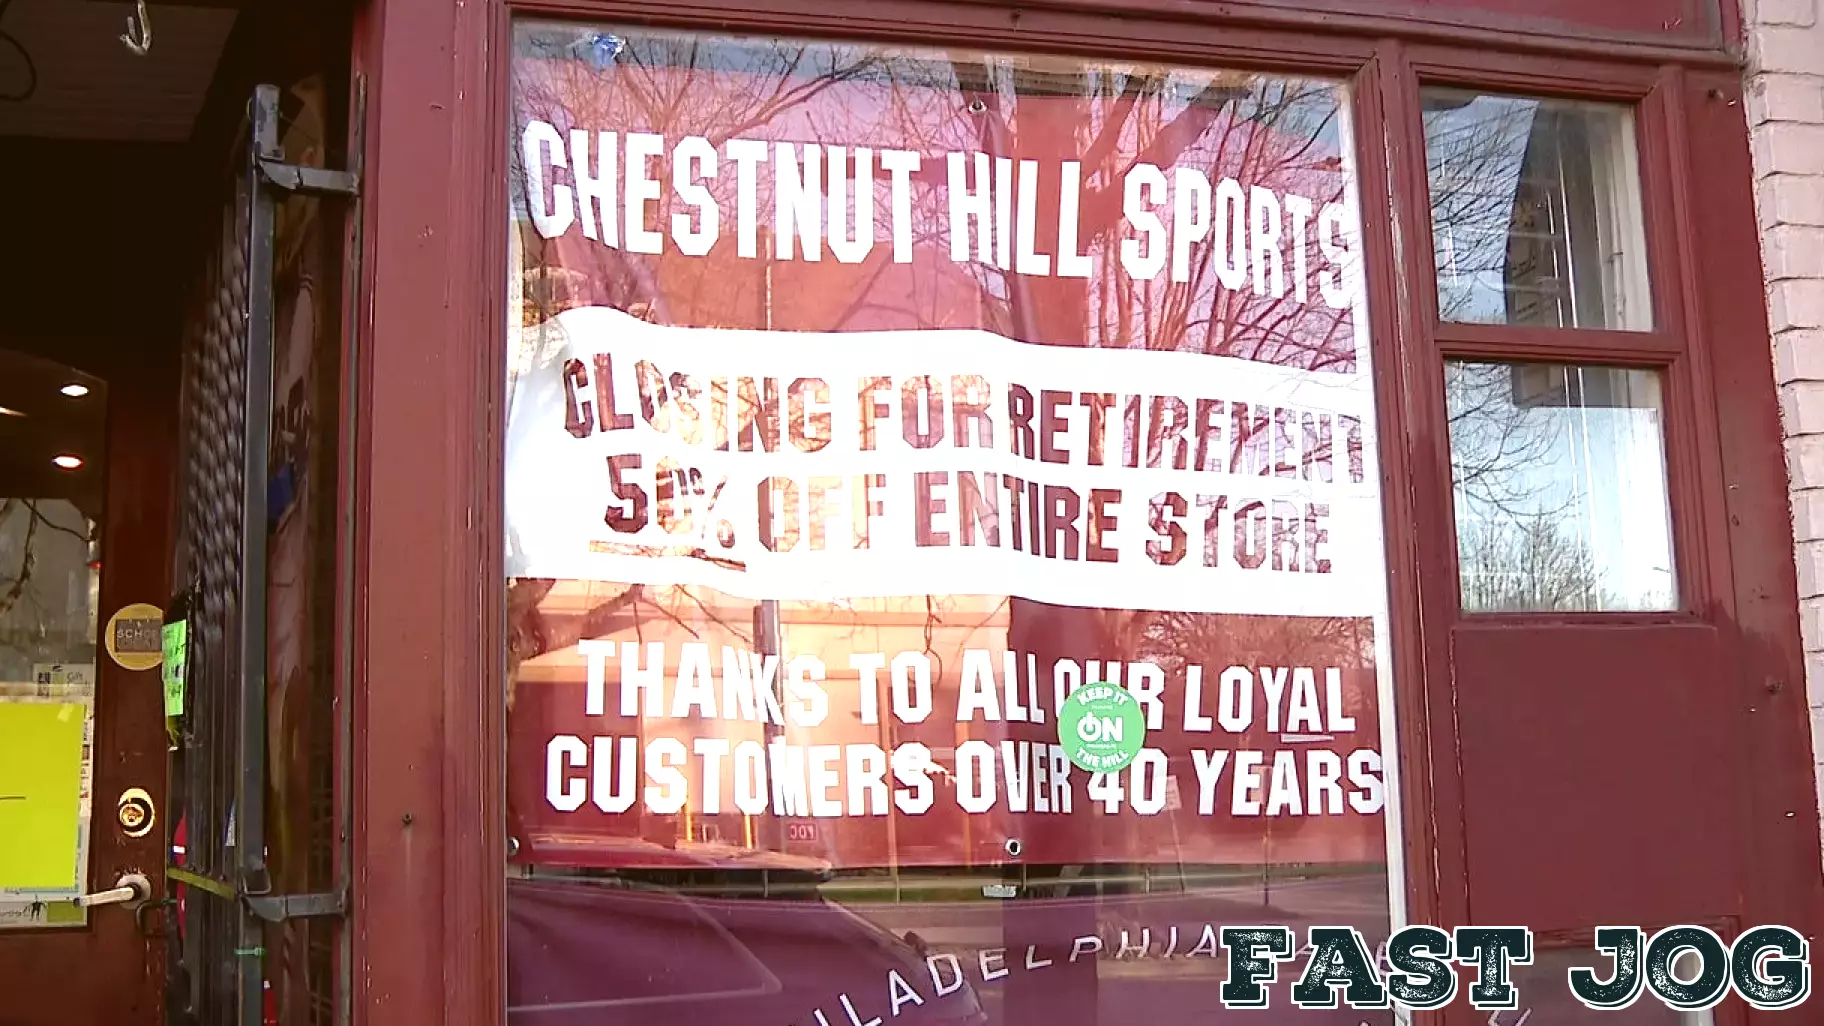 CHESTNUT HILL SPORTS
CLOSING FOR RETIREMENT
50% OFF ENTIRE STORE
THANKS TO ALL OUR LOYAL
CUSTOMERS OVER 40 YEARS
KEEP IT
ON
THE HILL
FDC
FAST JOG